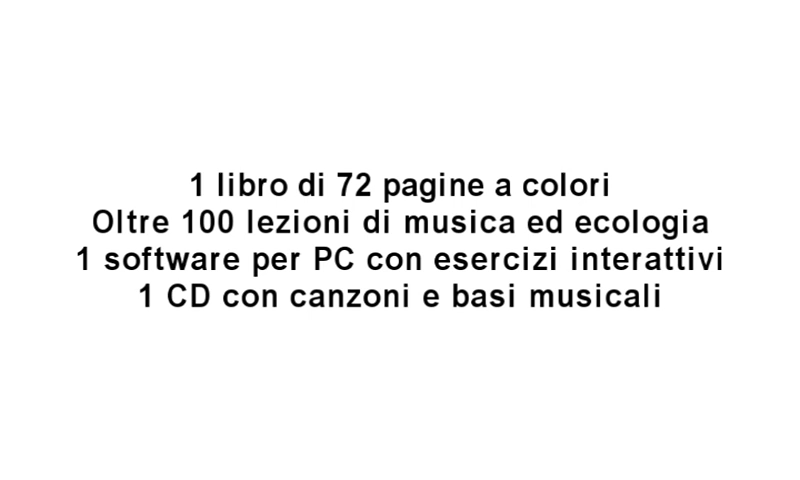 1 libro di 72 pagine a colori
Oltre 100 lezioni di musica ed ecologia
1 software per PC con esercizi interattivi
1 CD con canzoni e basi musicali